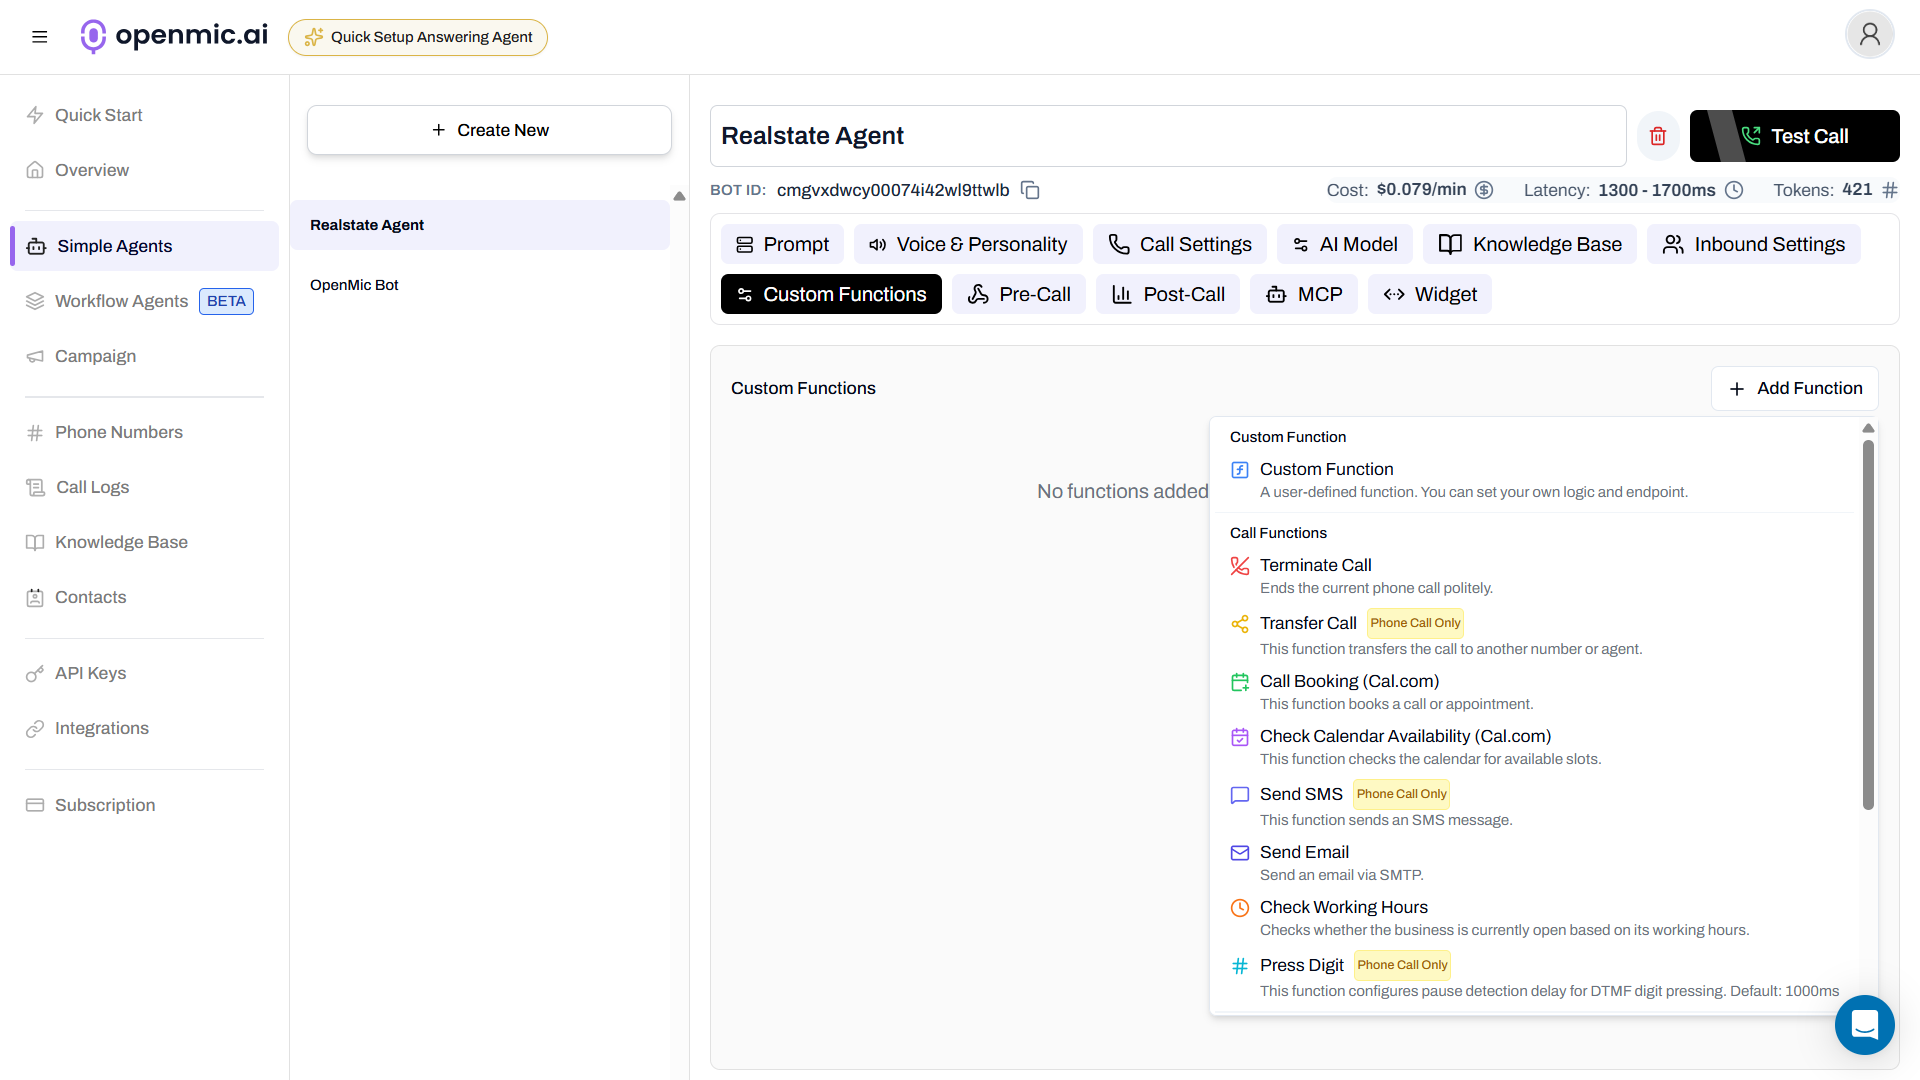 openmic.ai
Quick Setup Answering Agent
Quick Start
Overview
Simple Agents
Workflow Agents BETA
Campaign
Phone Numbers
Call Logs
Knowledge Base
Contacts
API Keys
Integrations
Subscription
+ Create New
Realstate Agent
OpenMic Bot
Realstate Agent
Test Call
BOT ID: cmgvxdwcy00074i42wl9ttwlb
Cost: $0.079/min Latency: 1300 - 1700ms Tokens: 421 #
Prompt Voice & Personality Call Settings AI Model Knowledge Base Inbound Settings
Custom Functions Pre-Call Post-Call MCP Widget
Custom Functions
+ Add Function
No functions added
Custom Function
Custom Function
A user-defined function. You can set your own logic and endpoint.
Call Functions
Terminate Call
Ends the current phone call politely.
Transfer Call Phone Call Only
This function transfers the call to another number or agent.
Call Booking (Cal.com)
This function books a call or appointment.
Check Calendar Availability (Cal.com)
This function checks the calendar for available slots.
Send SMS Phone Call Only
This function sends an SMS message.
Send Email
Send an email via SMTP.
Check Working Hours
Checks whether the business is currently open based on its working hours.
Press Digit Phone Call Only
This function configures pause detection delay for DTMF digit pressing. Default: 1000ms